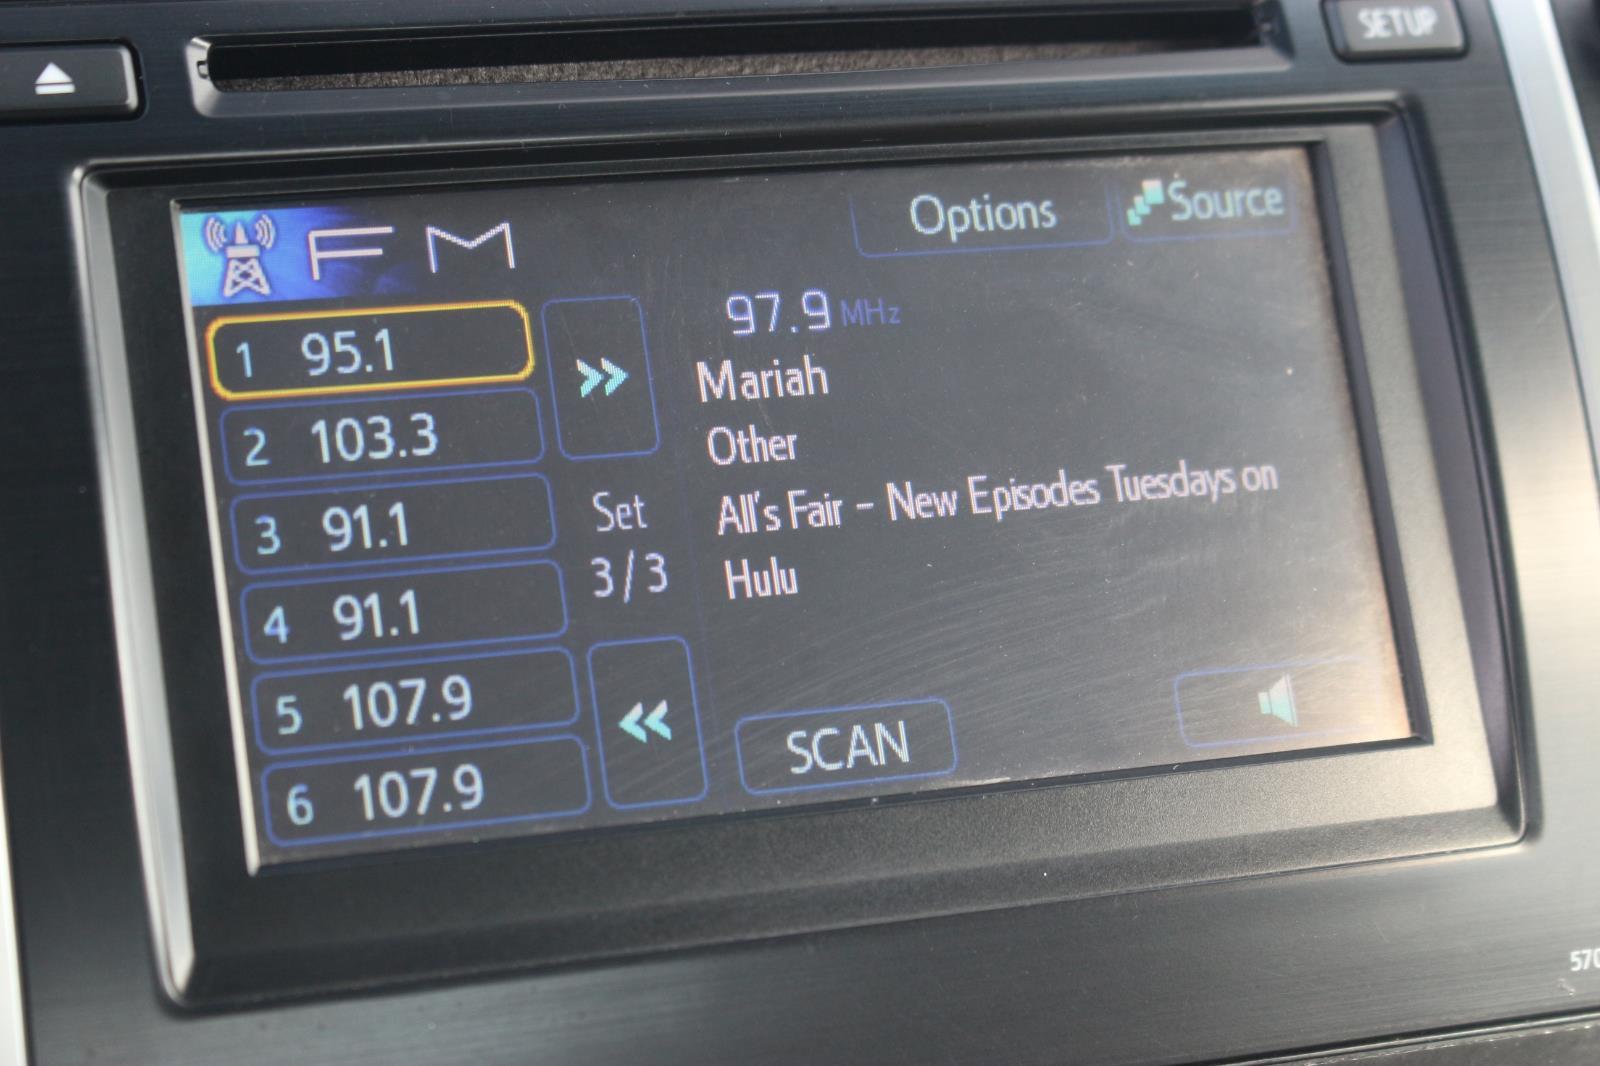 SETUP
FM
Options
Source
1 95.1
2 103.3
3 91.1
4 91.1
5 107.9
6 107.9
Set
3/3
97.9 MHz
Mariah
Other
All's Fair - New Episodes Tuesdays on
Hulu
SCAN
570